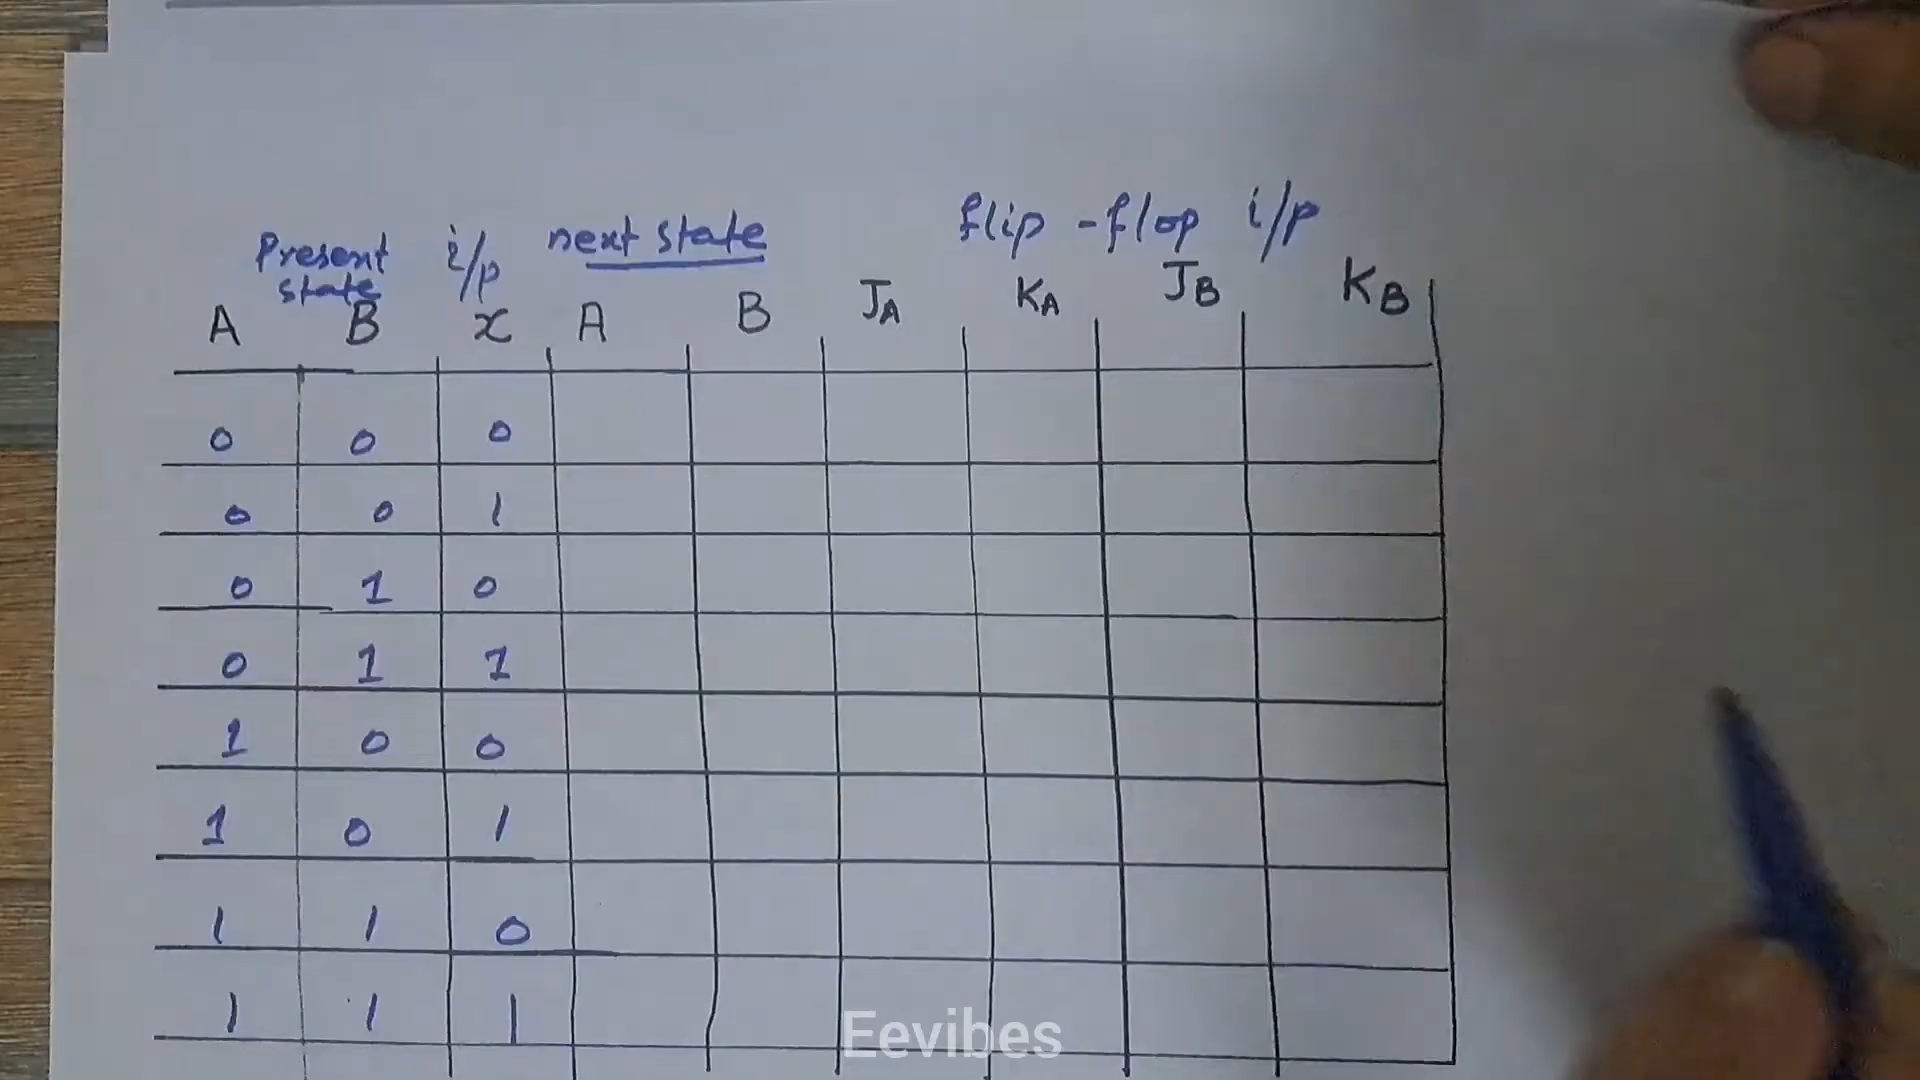 Present state i/p next state flip-flop i/p
A B x A B JA KA JB KB
0 0 0
0 0 1
0 1 0
0 1 1
1 0 0
1 0 1
1 1 0
1 1 1
Eevibes